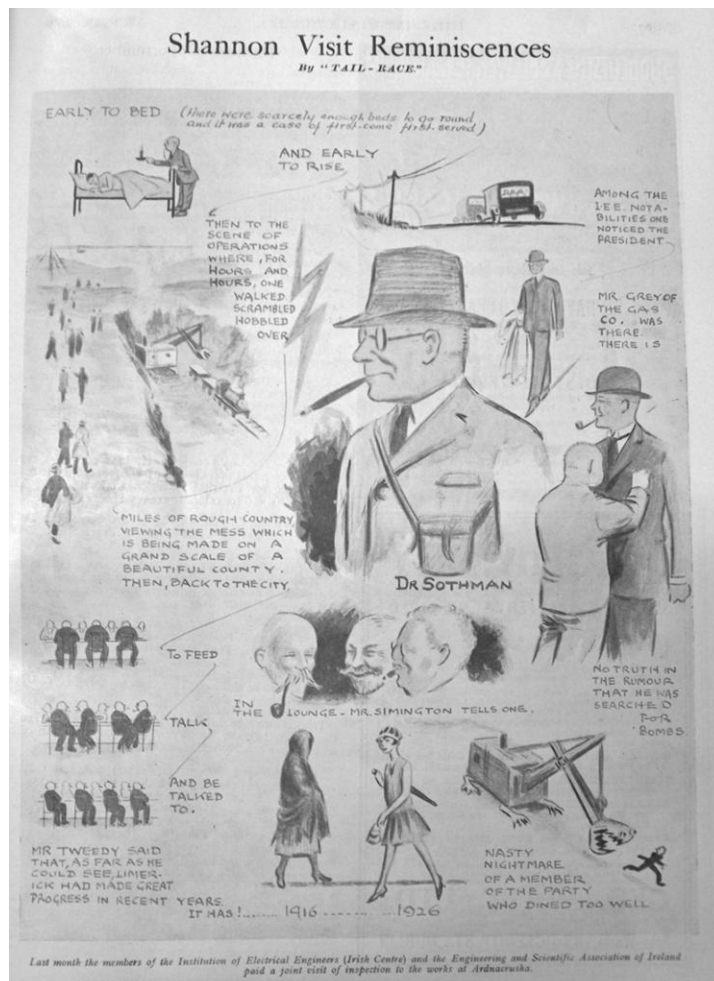 Shannon Visit Reminiscences
By "TAIL-RACE."
EARLY TO BED
(there were scarcely enough beds to go round
and it was a case of first-come first-served)
AND EARLY
TO RISE
THEN TO THE
SCENE OF
OPERATIONS
WHERE, FOR
HOURS AND
HOURS, ONE
WALKED
SCRAMBLED
HOBBLED
OVER
AMONG THE
I.E.E. NOTA-
BILITIES ONE
NOTICED THE
PRESIDENT
MR. GREY OF
THE GAS
CO. WAS
THERE.
THERE IS
MILES OF ROUGH COUNTRY
VIEWING THE MESS WHICH
IS BEING MADE ON A
GRAND SCALE OF A
BEAUTIFUL COUNTY.
THEN, BACK TO THE CITY
DR SOTHMAN
NO TRUTH IN
THE RUMOUR
THAT HE WAS
SEARCHED
FOR
BOMBS
TO FEED
TALK
AND BE
TALKED
TO.
IN
THE LOUNGE - MR. SIMINGTON TELLS ONE.
MR TWEEDY SAID
THAT, AS FAR AS HE
COULD SEE, LIMER-
ICK HAD MADE GREAT
PROGRESS IN RECENT YEARS.
IT HAS!....... 1916 ............1926
NASTY
NIGHTMARE
OF A MEMBER
OF THE PARTY
WHO DINED TOO WELL
Last month the members of the Institution of Electrical Engineers (Irish Centre) and the Engineering and Scientific Association of Ireland
paid a joint visit of inspection to the works at Ardnacrusha.